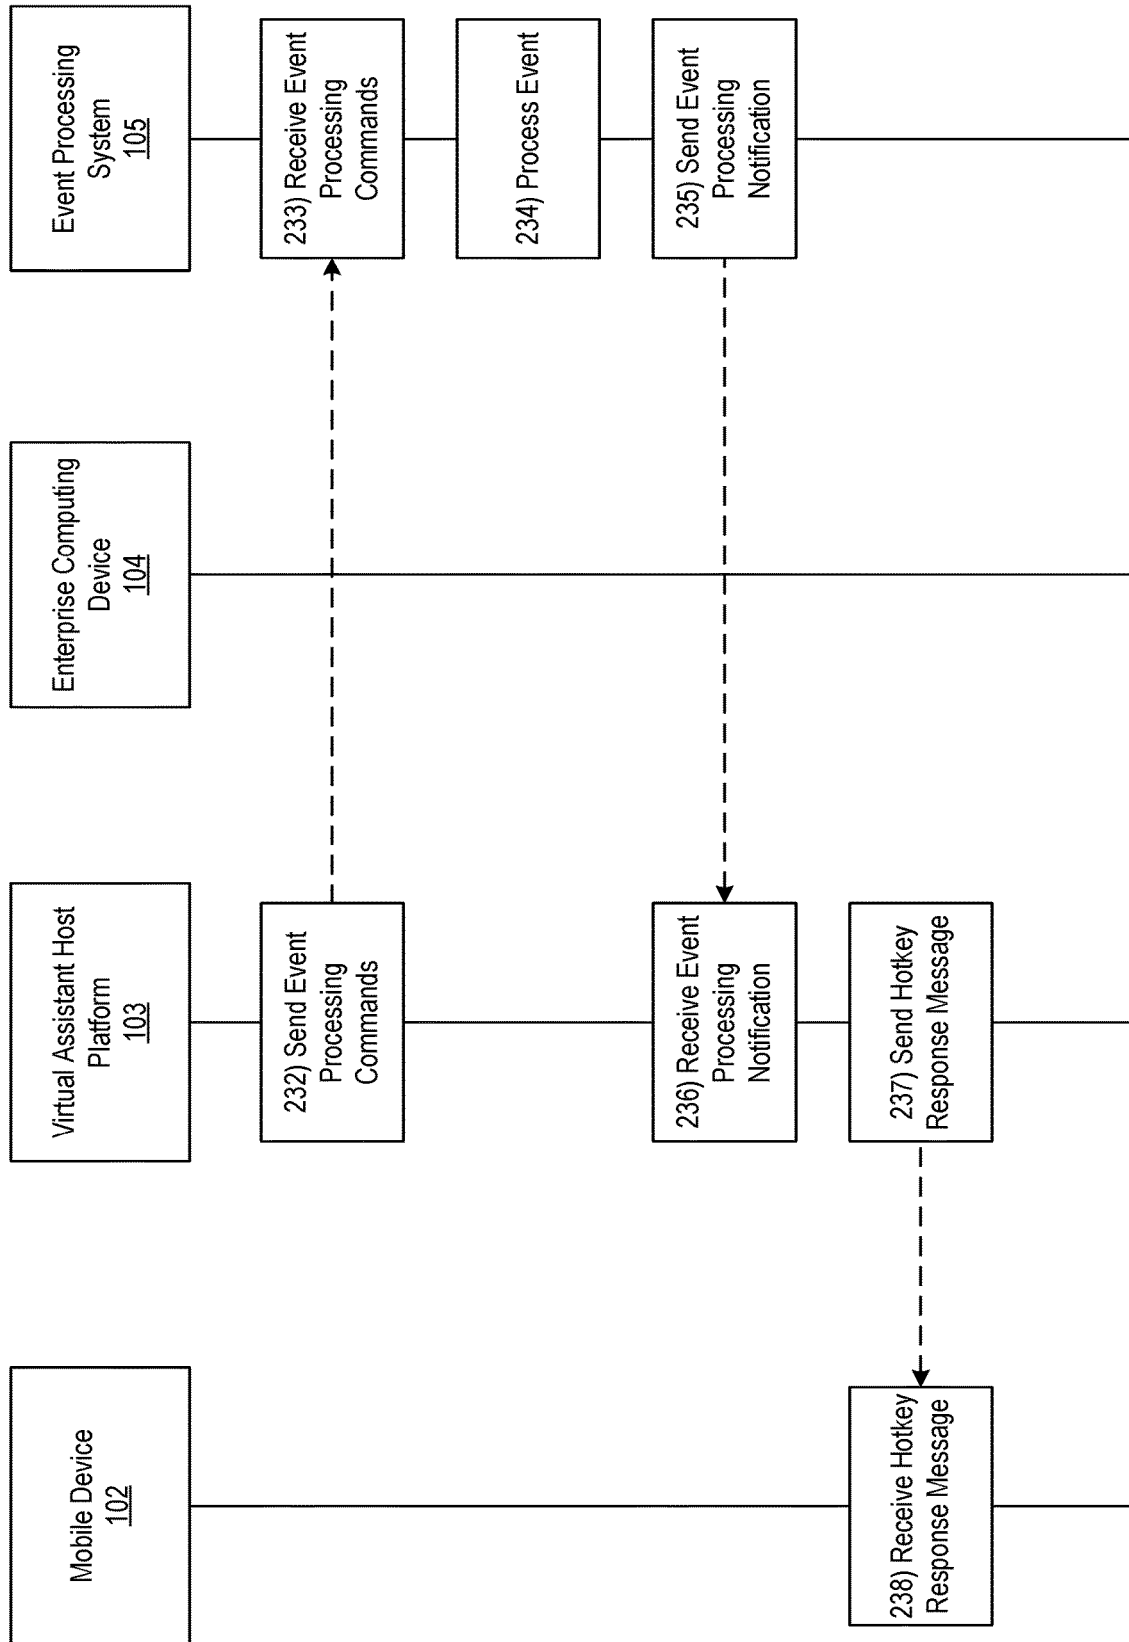 Mobile Device
102
Virtual Assistant Host
Platform
103
Enterprise Computing
Device
104
Event Processing
System
105
232) Send Event
Processing
Commands
233) Receive Event
Processing
Commands
234) Process Event
235) Send Event
Processing
Notification
236) Receive Event
Processing
Notification
237) Send Hotkey
Response Message
238) Receive Hotkey
Response Message